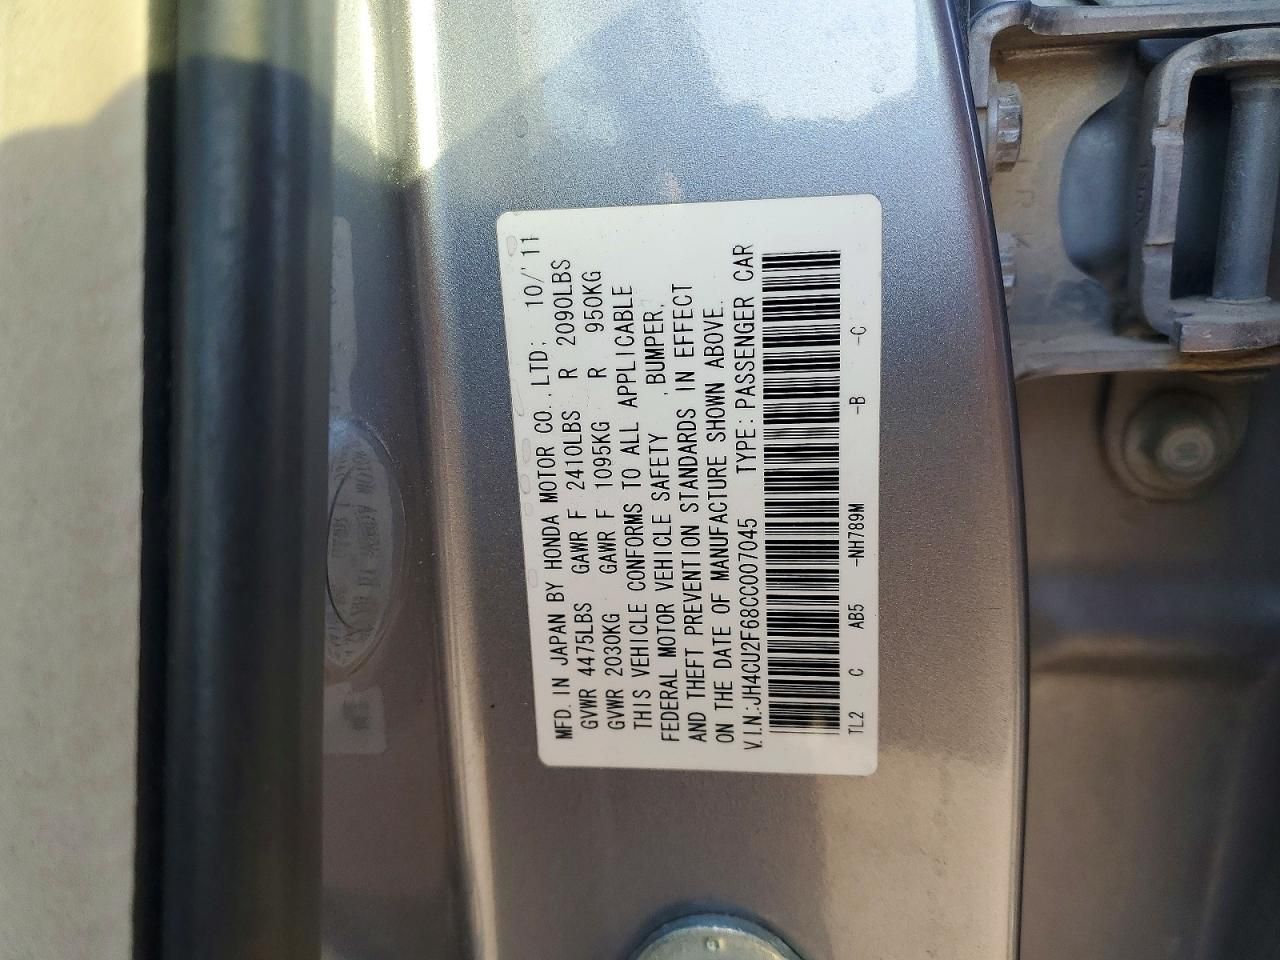 MFD. IN JAPAN BY HONDA MOTOR CO., LTD. 10/'11
GVWR 4475LBS GAWR F 2410LBS R 2090LBS
GVWR 2030KG GAWR F 1095KG R 950KG
THIS VEHICLE CONFORMS TO ALL APPLICABLE
FEDERAL MOTOR VEHICLE SAFETY ,BUMPER,
AND THEFT PREVENTION STANDARDS IN EFFECT
ON THE DATE OF MANUFACTURE SHOWN ABOVE.
V.I.N.:JH4CU2F68CC007045 TYPE:PASSENGER CAR
TL2 C AB5 -NH789M -B -C